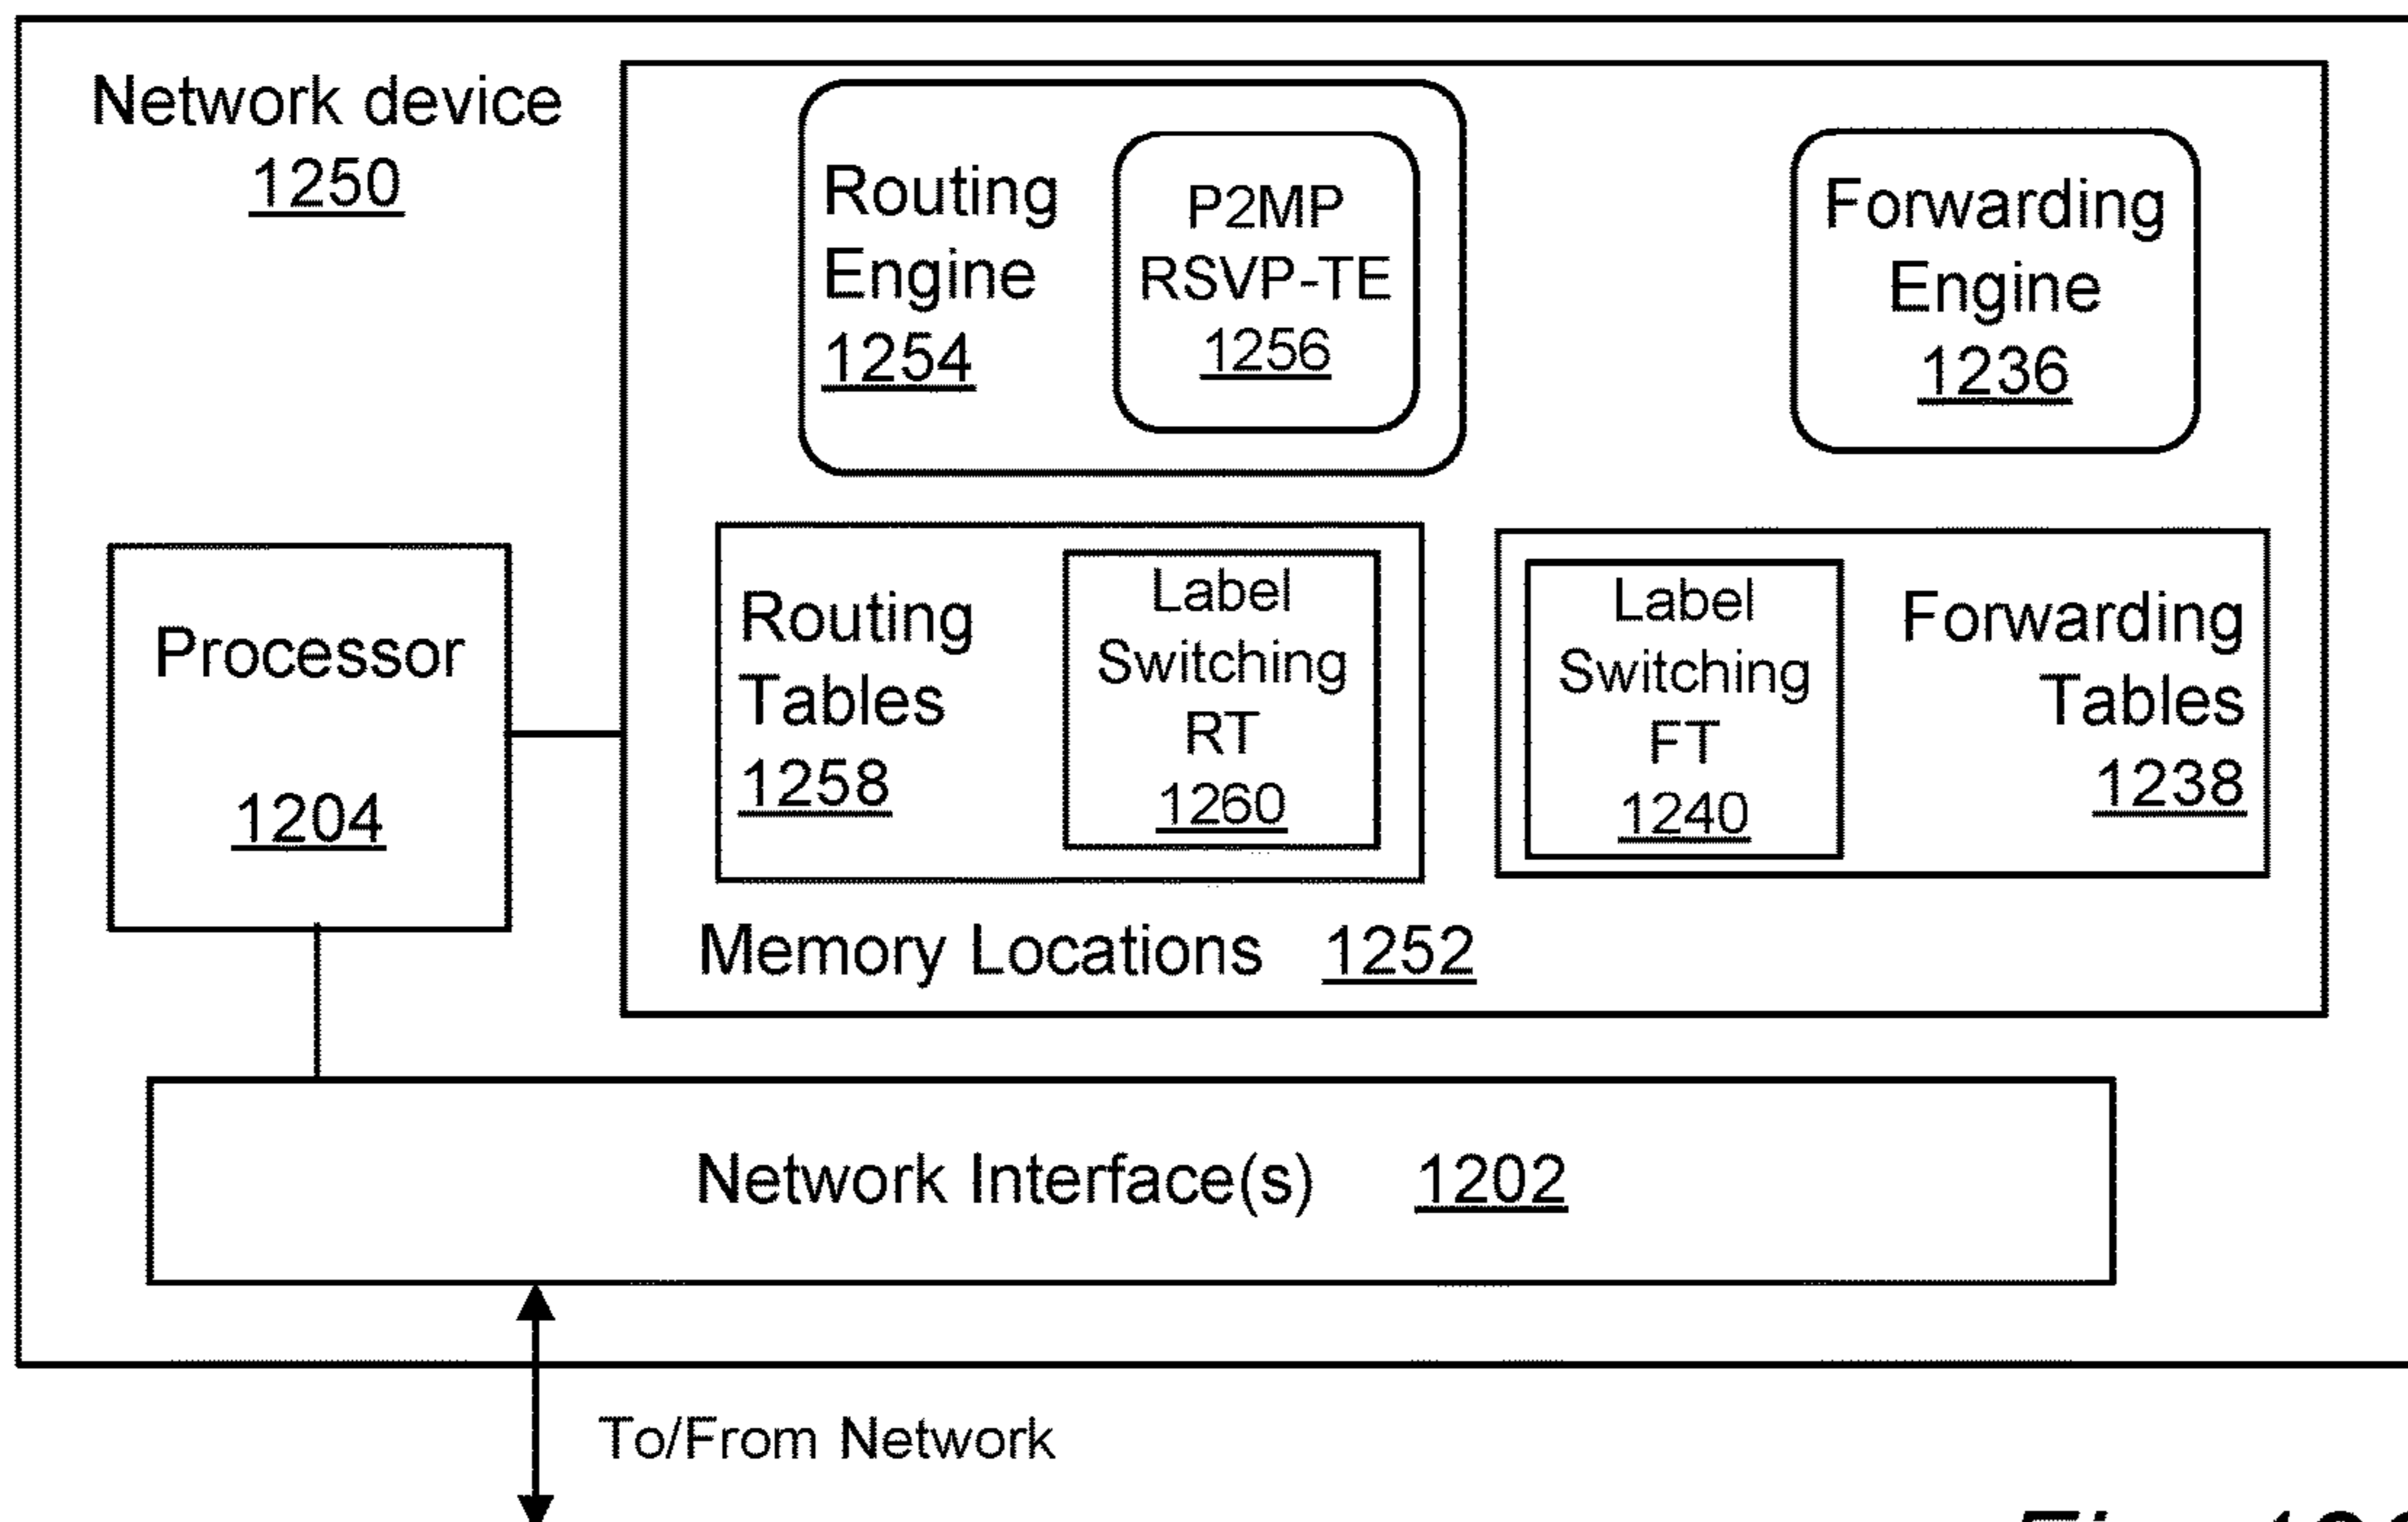 Network device
1250
Routing
Engine
1254
P2MP
RSVP-TE
1256
Forwarding
Engine
1236
Processor
1204
Routing
Tables
1258
Label
Switching
RT
1260
Label
Switching
FT
1240
Forwarding
Tables
1238
Memory Locations 1252
Network Interface(s) 1202
To/From Network